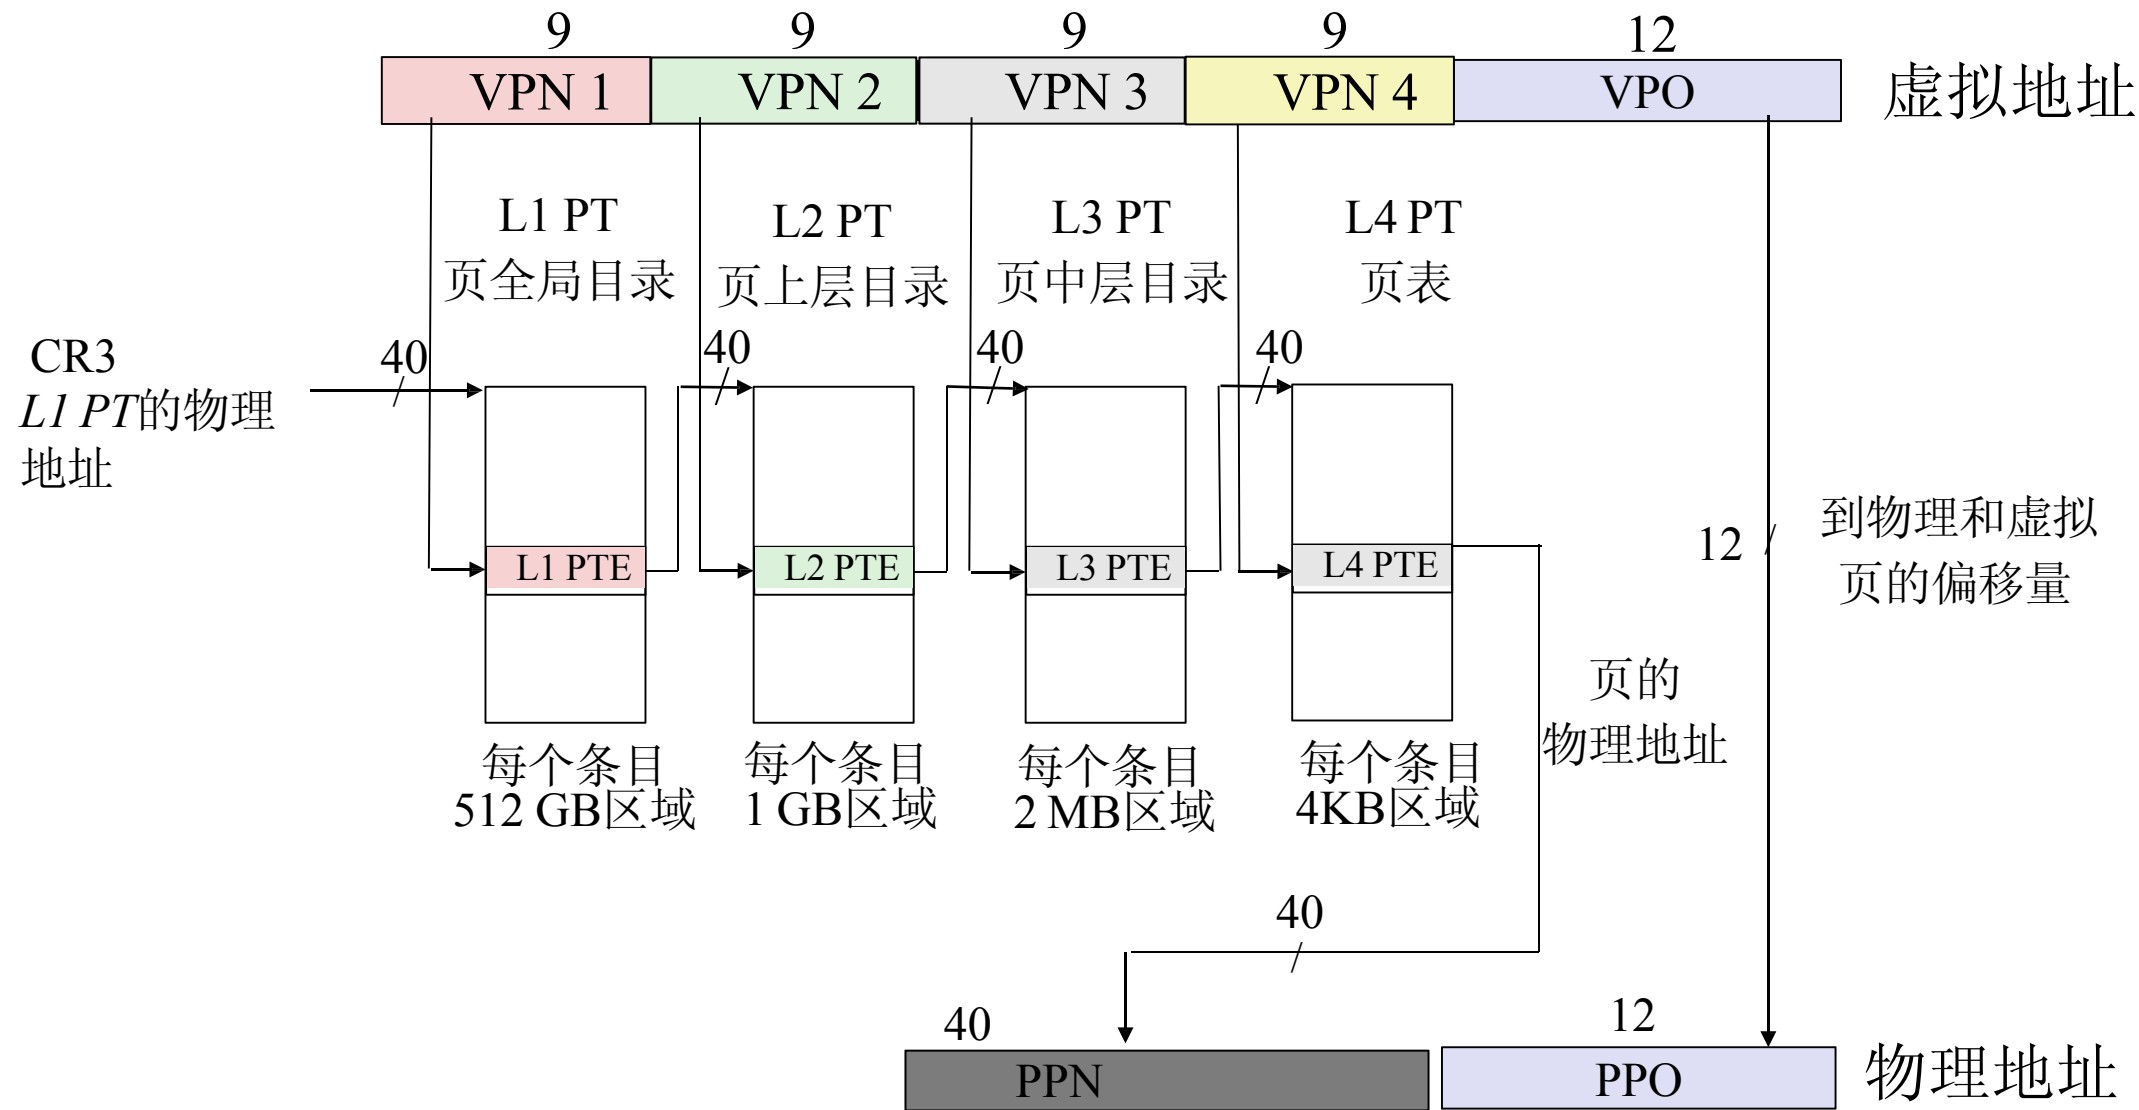 9 9 9 9 12
VPN 1 VPN 2 VPN 3 VPN 4 VPO 虚拟地址
L1 PT
页全局目录
L2 PT
页上层目录
L3 PT
页中层目录
L4 PT
页表
CR3
L1 PT的物理
地址
40 40 40 40
L1 PTE L2 PTE L3 PTE L4 PTE
12
到物理和虚拟
页的偏移量
页的
物理地址
每个条目
512 GB区域
每个条目
1 GB区域
每个条目
2 MB区域
每个条目
4KB区域
40
40 12
PPN PPO 物理地址